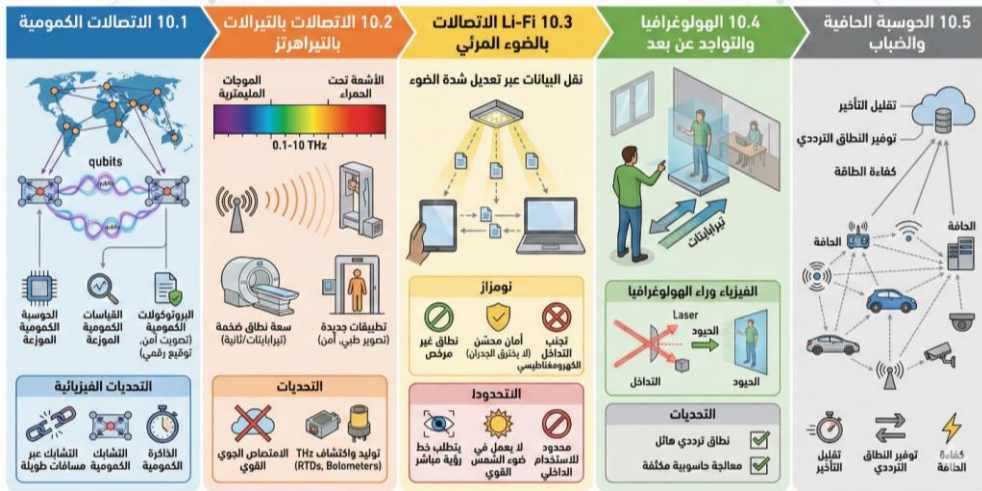 10.1 الاتصالات الكمومية
qubits
qubits
qubits
الحوسبة
الكمومية
الموزعة
القياسات
الكمومية
الموزعة
البروتوكولات
الكمومية
(تصويت آمن,
توقيع رقمي)
التحديات الفيزيائية
التشابك عبر
مسافات طويلة
التشابك
الكمومية
الذاكرة
الكمومية
10.2 الاتصالات بالتيرالات
بالتيراهرتز
الموجات
المليمترية
الأشعة تحت
الحمراء
0.1-10 THz
سعة نطاق ضخمة
(تيرابايتات/ثانية)
تطبيقات جديدة
(تصوير طبي, أمن)
التحديات
الامتصاص الجوي
القوي
توليد واكتشاف THz
(RTDs, Bolometers)
10.3 Li-Fi الاتصالات
بالضوء المرئي
نقل البيانات عبر تعديل شدة الضوء
نومزاز
نطاق غير
مرخص
أمان محسّن
(لا يخترق الجدران)
تجنب
التداخل
الكهرومغناطيسي
يتطلب خط
رؤية مباشر
لا يعمل في
ضوء الشمس
القوي
محدود
للاستخدام
الداخلي
10.4 الهولوغرافيا
والتواجد عن بعد
تيرابايتات
الفيزياء وراء الهولوغرافيا
Laser
الحيود
التداخل
الحيود
التحديات
نطاق ترددي هائل
معالجة حاسوبية مكثفة
10.5 الحوسبة الحافية
والضباب
تقليل التأخير
توفير النطاق الترددي
كفاءة الطاقة
الحافة
الحافة
تقليل
التأخير
توفير النطاق
الترددي
كفاءة
الطاقة